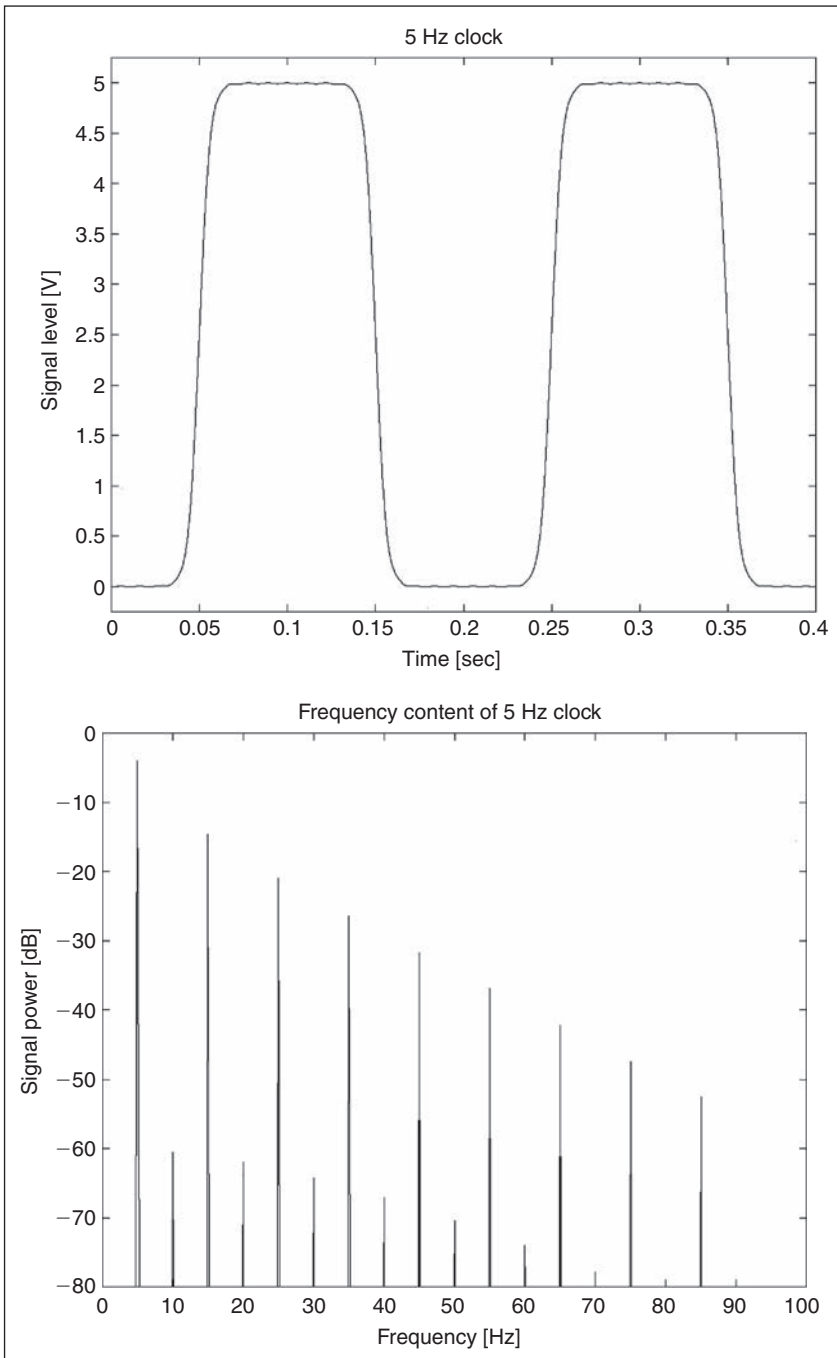 5 Hz clock
5
4.5
4
3.5
3
2.5
2
1.5
1
0.5
0
Signal level [V]
0 0.05 0.1 0.15 0.2 0.25 0.3 0.35 0.4
Time [sec]
Frequency content of 5 Hz clock
0
−10
−20
−30
−40
−50
−60
−70
−80
Signal power [dB]
0 10 20 30 40 50 60 70 80 90 100
Frequency [Hz]